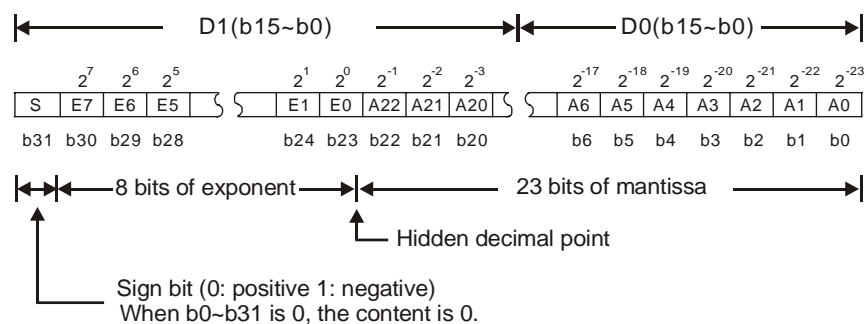 D1(b15~b0) D0(b15~b0)
2^7 2^6 2^5 2^1 2^0 2^-1 2^-2 2^-3 2^-17 2^-18 2^-19 2^-20 2^-21 2^-22 2^-23
S E7 E6 E5 E1 E0 A22 A21 A20 A6 A5 A4 A3 A2 A1 A0
b31 b30 b29 b28 b24 b23 b22 b21 b20 b6 b5 b4 b3 b2 b1 b0
8 bits of exponent 23 bits of mantissa
Hidden decimal point
Sign bit (0: positive 1: negative)
When b0~b31 is 0, the content is 0.